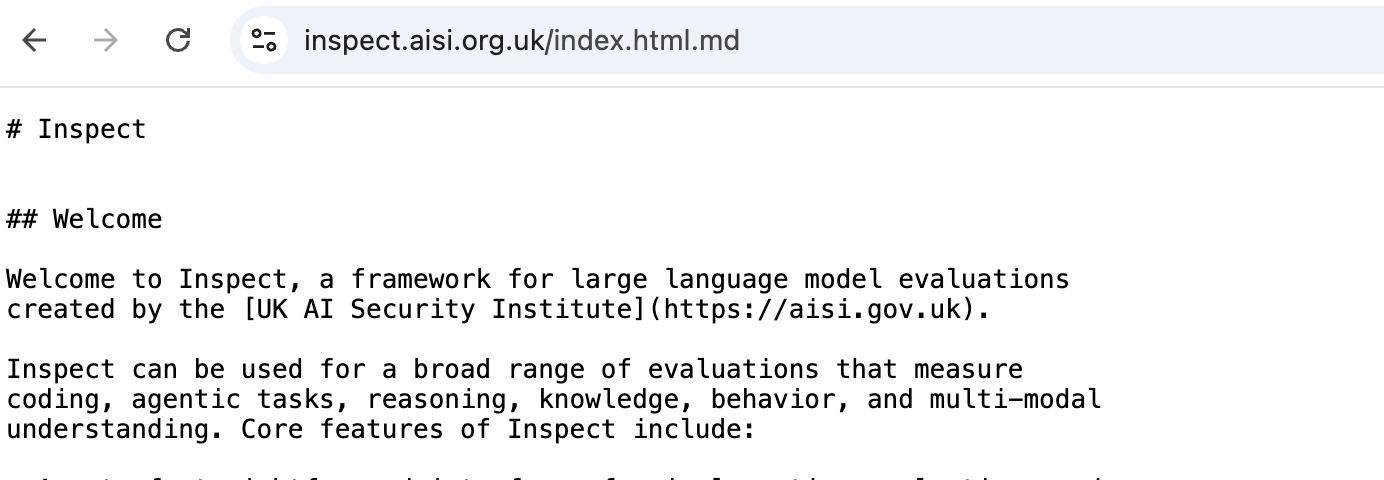 inspect.aisi.org.uk/index.html.md
# Inspect
## Welcome
Welcome to Inspect, a framework for large language model evaluations
created by the [UK AI Security Institute](https://aisi.gov.uk).
Inspect can be used for a broad range of evaluations that measure
coding, agentic tasks, reasoning, knowledge, behavior, and multi-modal
understanding. Core features of Inspect include: